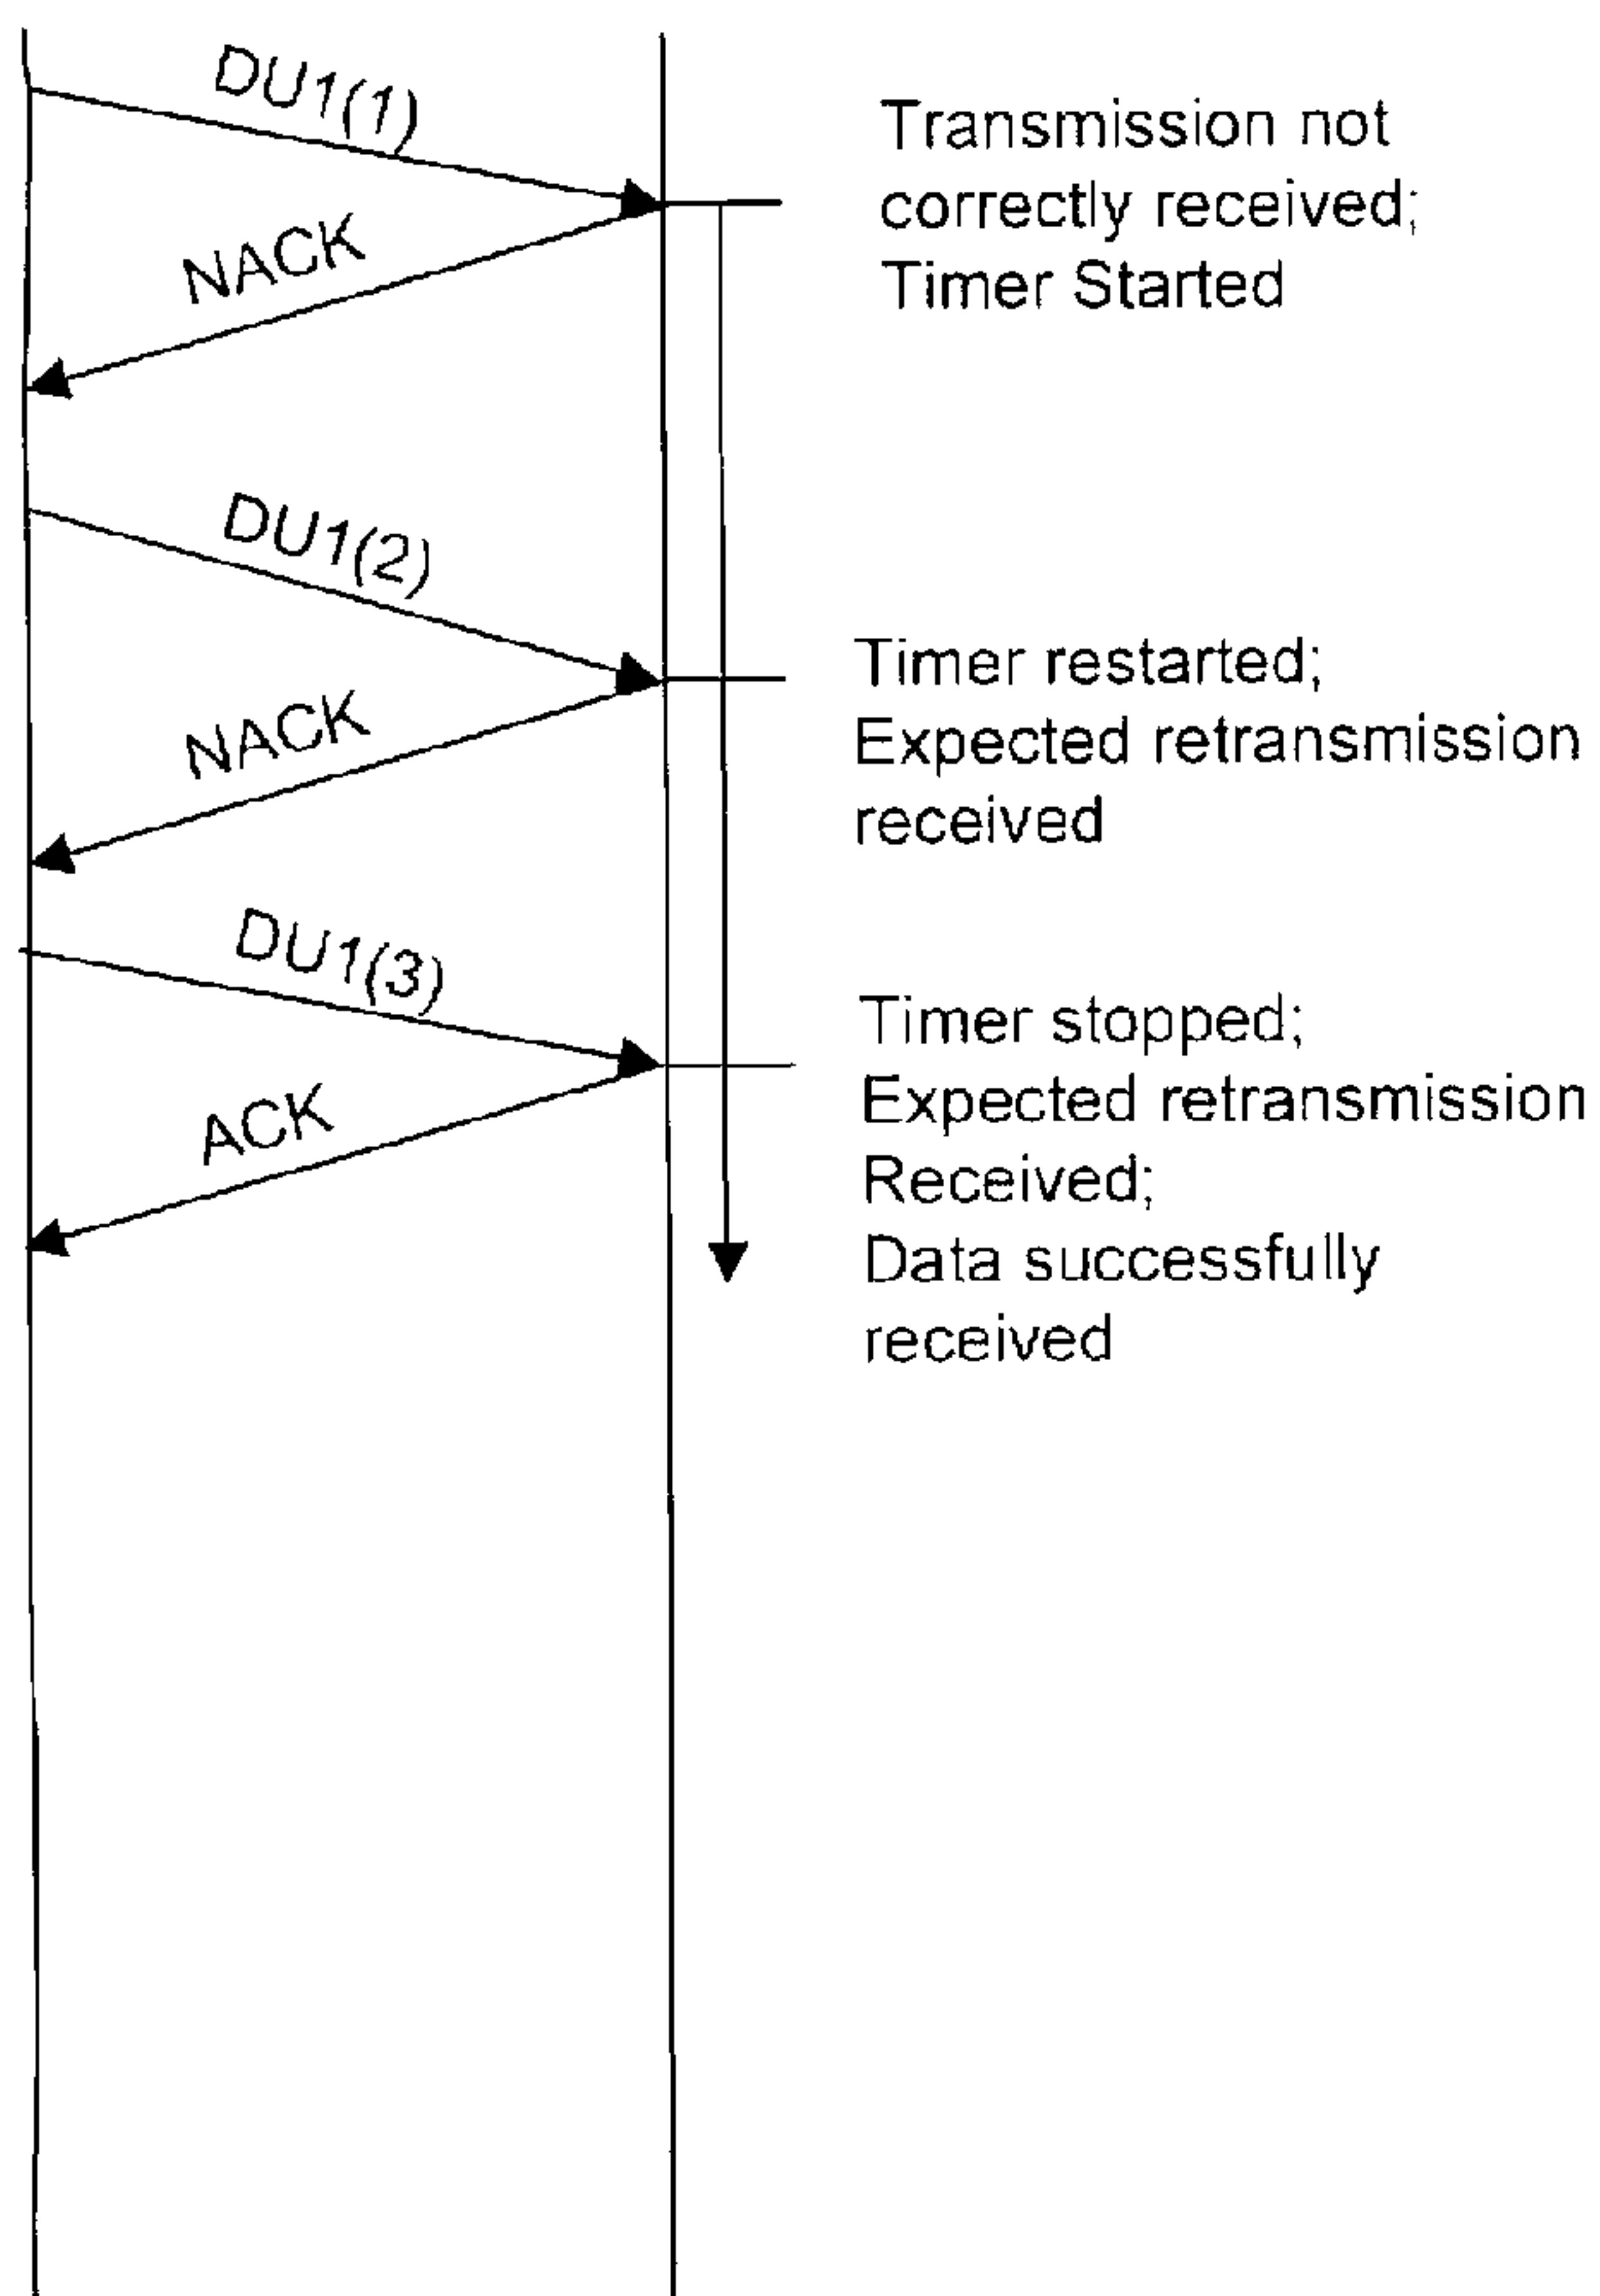 DU1(1)
Transmission not
correctly received;
Timer Started
NACK
DU1(2)
Timer restarted;
Expected retransmission
received
NACK
DU1(3)
Timer stopped;
Expected retransmission
Received;
Data successfully
received
ACK